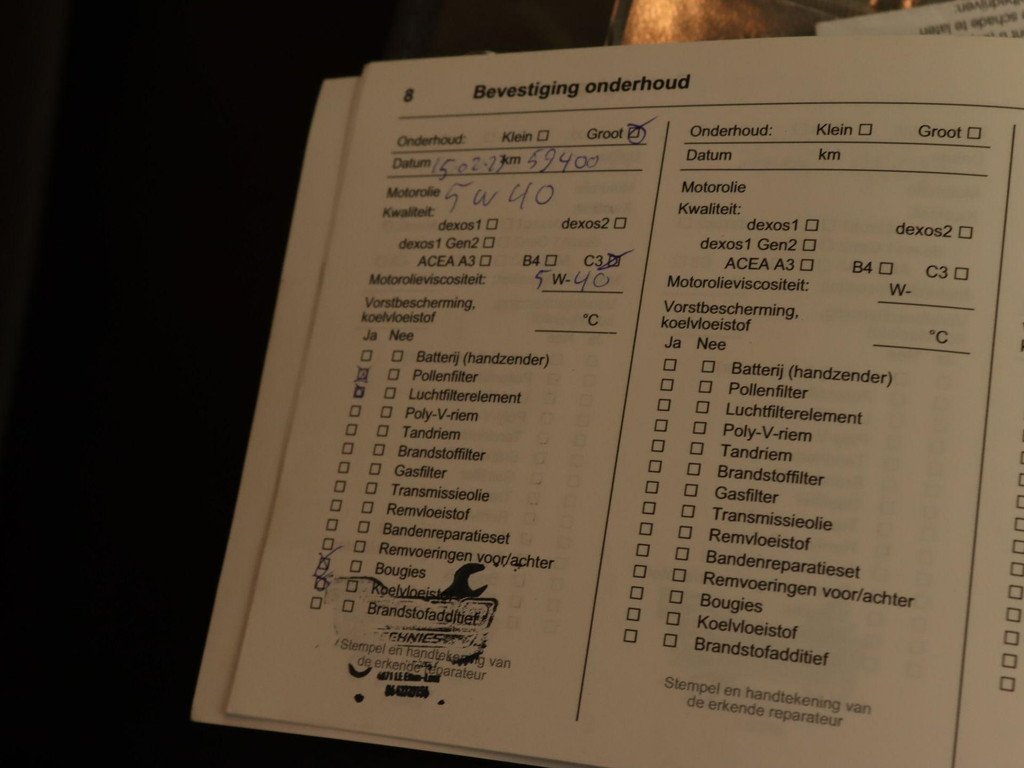 8 Bevestiging onderhoud
Onderhoud: Klein Groot
Datum 15-02-23 km 59400
Motorolie 5W40
Kwaliteit:
dexos1 dexos2
dexos1 Gen2
ACEA A3 B4 C3
Motorolieviscositeit: 5 W- 40
Vorstbescherming,
koelvloeistof °C
Ja Nee
Batterij (handzender)
Pollenfilter
Luchtfilterelement
Poly-V-riem
Tandriem
Brandstoffilter
Gasfilter
Transmissieolie
Remvloeistof
Bandenreparatieset
Remvoeringen voor/achter
Bougies
Koelvloeistof
Brandstofadditief
Stempel en handtekening van
de erkende reparateur
Onderhoud: Klein Groot
Datum km
Motorolie
Kwaliteit:
dexos1 dexos2
dexos1 Gen2
ACEA A3 B4 C3
Motorolieviscositeit: W-
Vorstbescherming,
koelvloeistof °C
Ja Nee
Batterij (handzender)
Pollenfilter
Luchtfilterelement
Poly-V-riem
Tandriem
Brandstoffilter
Gasfilter
Transmissieolie
Remvloeistof
Bandenreparatieset
Remvoeringen voor/achter
Bougies
Koelvloeistof
Brandstofadditief
Stempel en handtekening van
de erkende reparateur
schade te laten